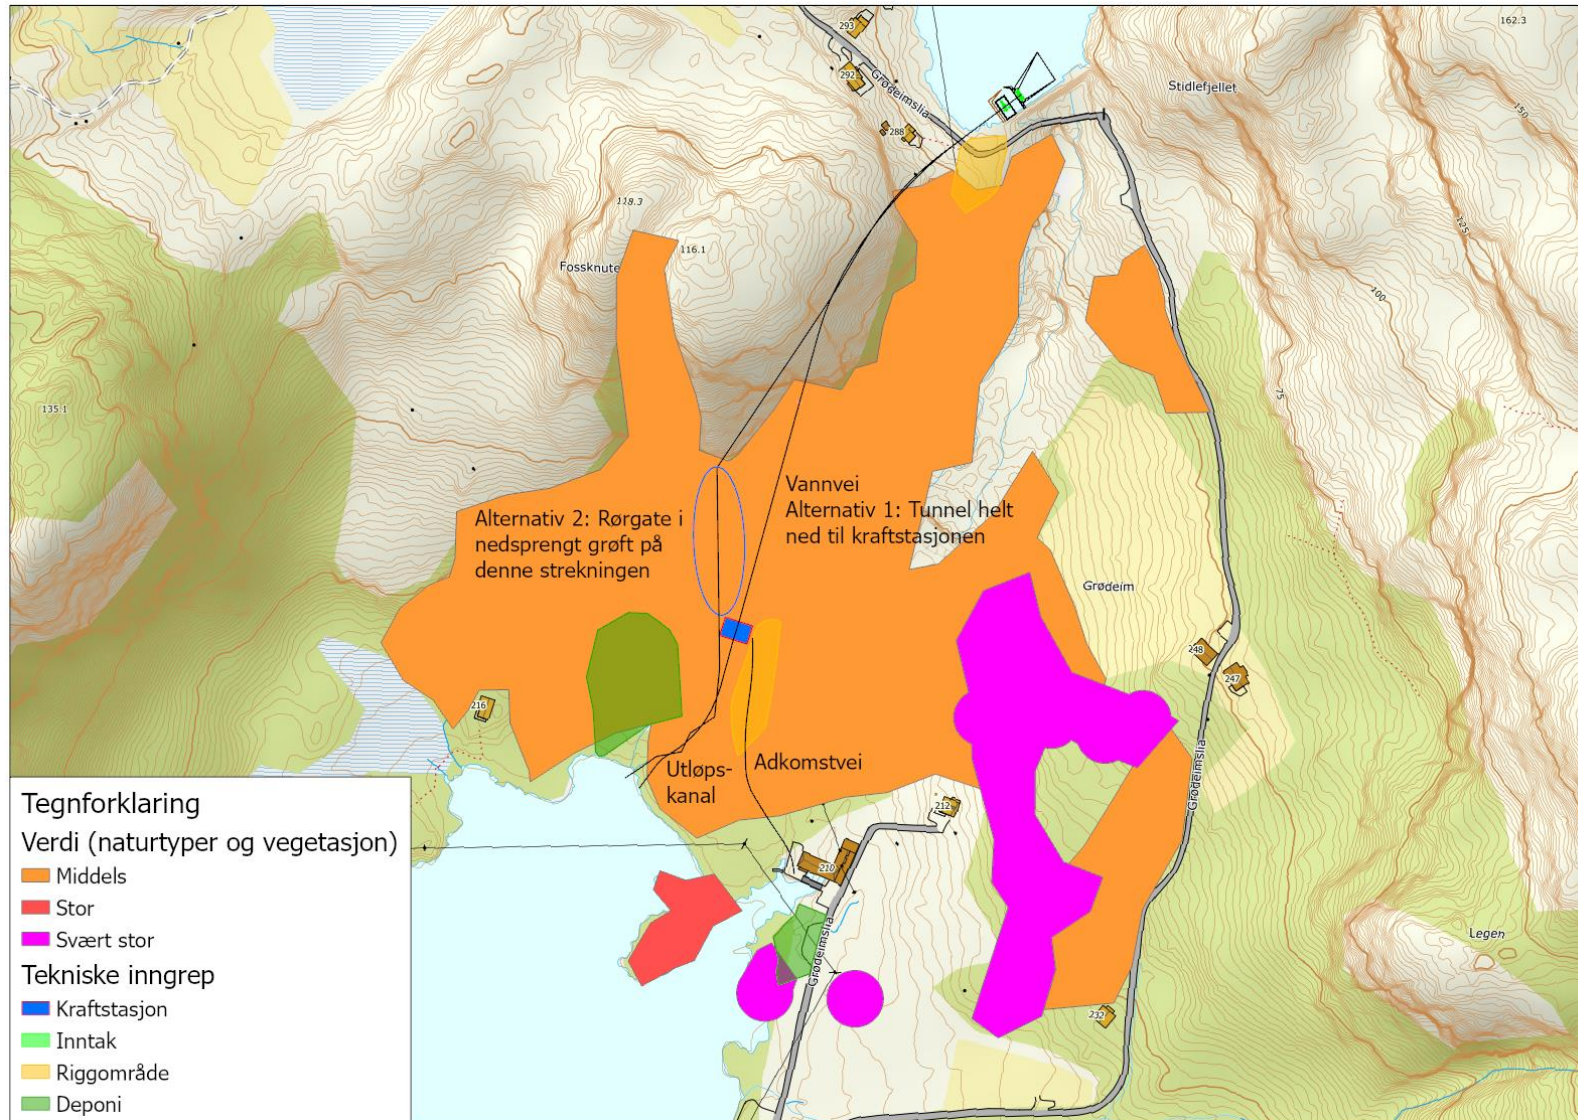 162.3
293
292
Grødeimslia
Stidlefjellet
288
150
118.3
125
116.1
Fossknute
100
75
135.1
Vannvei
Alternativ 1: Tunnel helt
ned til kraftstasjonen
Alternativ 2: Rørgate i
nedsprengt grøft på
denne strekningen
Grødeim
248
247
216
Adkomstvei
Utløps-
kanal
Grødeimslia
212
210
Grødeimslia
Legen
232
Tegnforklaring
Verdi (naturtyper og vegetasjon)
Middels
Stor
Svært stor
Tekniske inngrep
Kraftstasjon
Inntak
Riggområde
Deponi